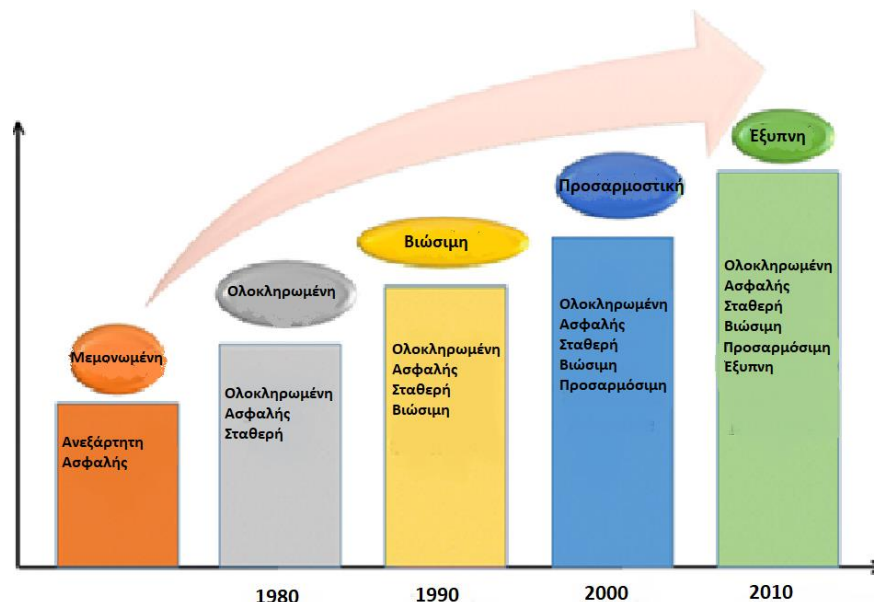 Έξυπνη
Προσαρμοστική
Βιώσιμη
Ολοκληρωμένη
Μεμονωμένη
Ανεξάρτητη
Ασφαλής
Ολοκληρωμένη
Ασφαλής
Σταθερή
Ολοκληρωμένη
Ασφαλής
Σταθερή
Βιώσιμη
Ολοκληρωμένη
Ασφαλής
Σταθερή
Βιώσιμη
Προσαρμόσιμη
Ολοκληρωμένη
Ασφαλής
Σταθερή
Βιώσιμη
Προσαρμόσιμη
Έξυπνη
1980
1990
2000
2010